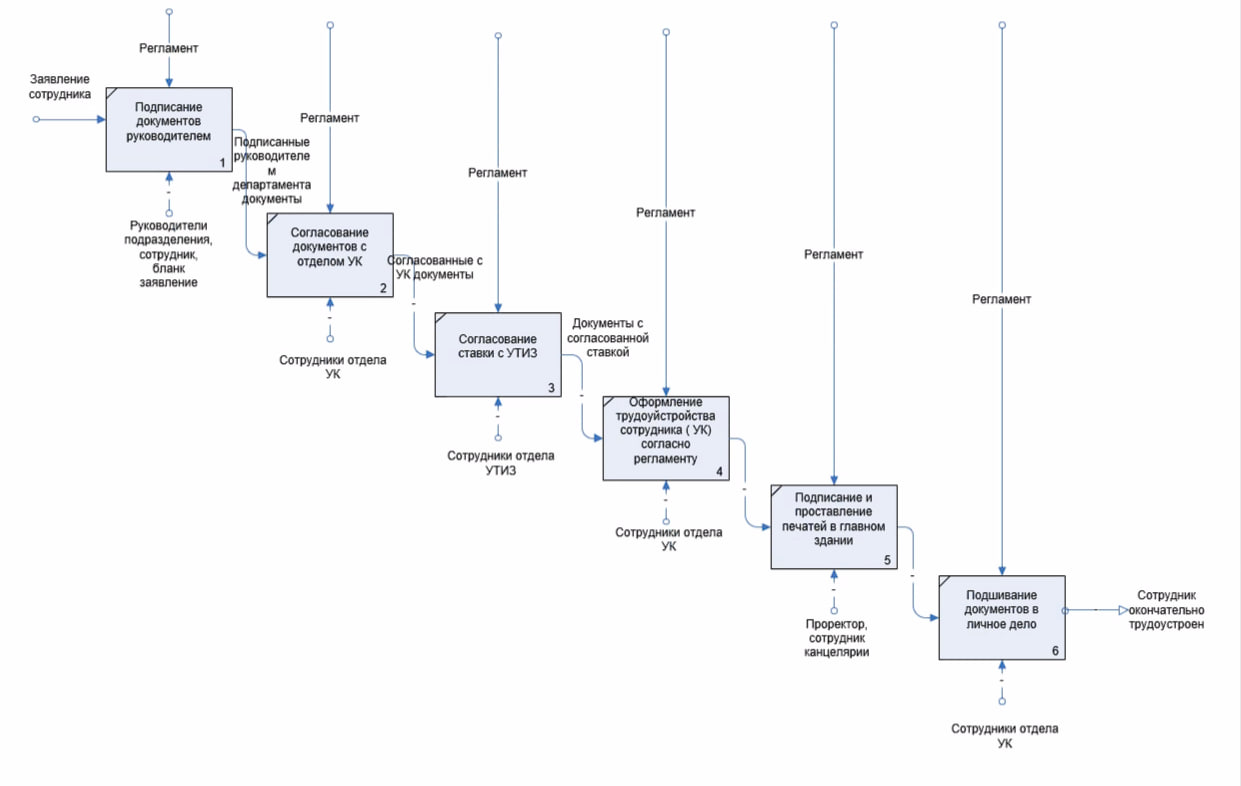 Регламент
Заявление
сотрудника
Подписание
документов
руководителем
1
Руководители
подразделения,
сотрудник,
бланк
заявление
Подписанные
руководителе
м
департамента
документы
Регламент
Согласование
документов с
отделом УК
2
Сотрудники отдела
УК
Согласованные с
УК документы
Регламент
Согласование
ставки с УТИЗ
3
Сотрудники отдела
УТИЗ
Документы с
согласованной
ставкой
Регламент
Оформление
трудоуйстройства
сотрудника ( УК)
согласно
регламенту
4
Сотрудники отдела
УК
Регламент
Подписание и
проставление
печатей в главном
здании
5
Проректор,
сотрудник
канцелярии
Регламент
Подшивание
документов в
личное дело
6
Сотрудники отдела
УК
Сотрудник
окончательно
трудоустроен